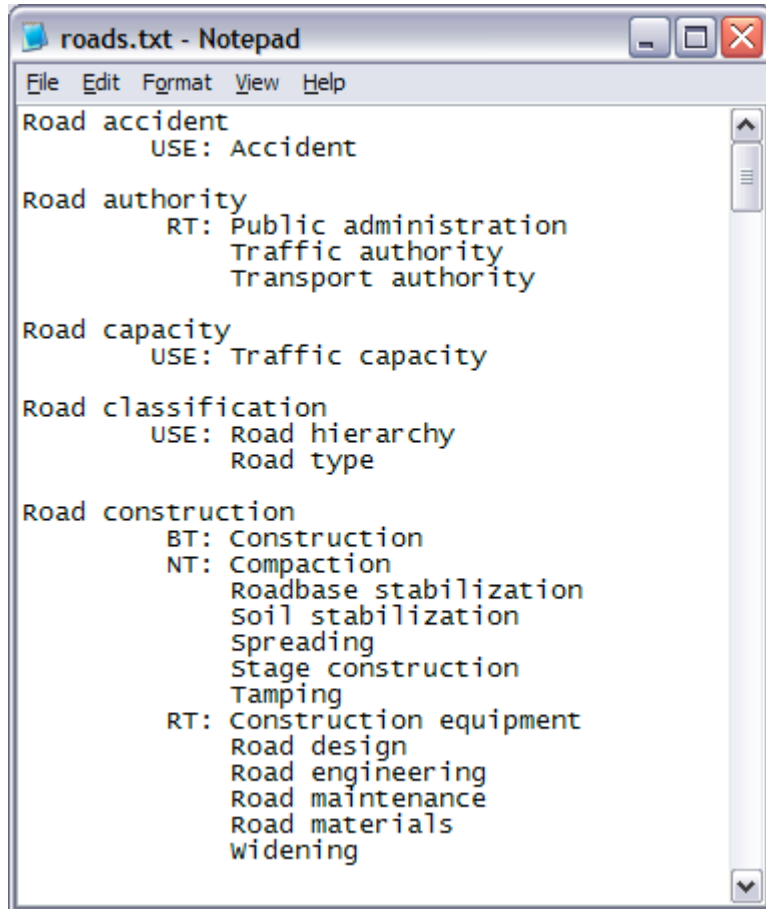 roads.txt - Notepad
File Edit Format View Help
Road accident
USE: Accident
Road authority
RT: Public administration
Traffic authority
Transport authority
Road capacity
USE: Traffic capacity
Road classification
USE: Road hierarchy
Road type
Road construction
BT: Construction
NT: Compaction
Roadbase stabilization
Soil stabilization
Spreading
Stage construction
Tamping
RT: Construction equipment
Road design
Road engineering
Road maintenance
Road materials
Widening